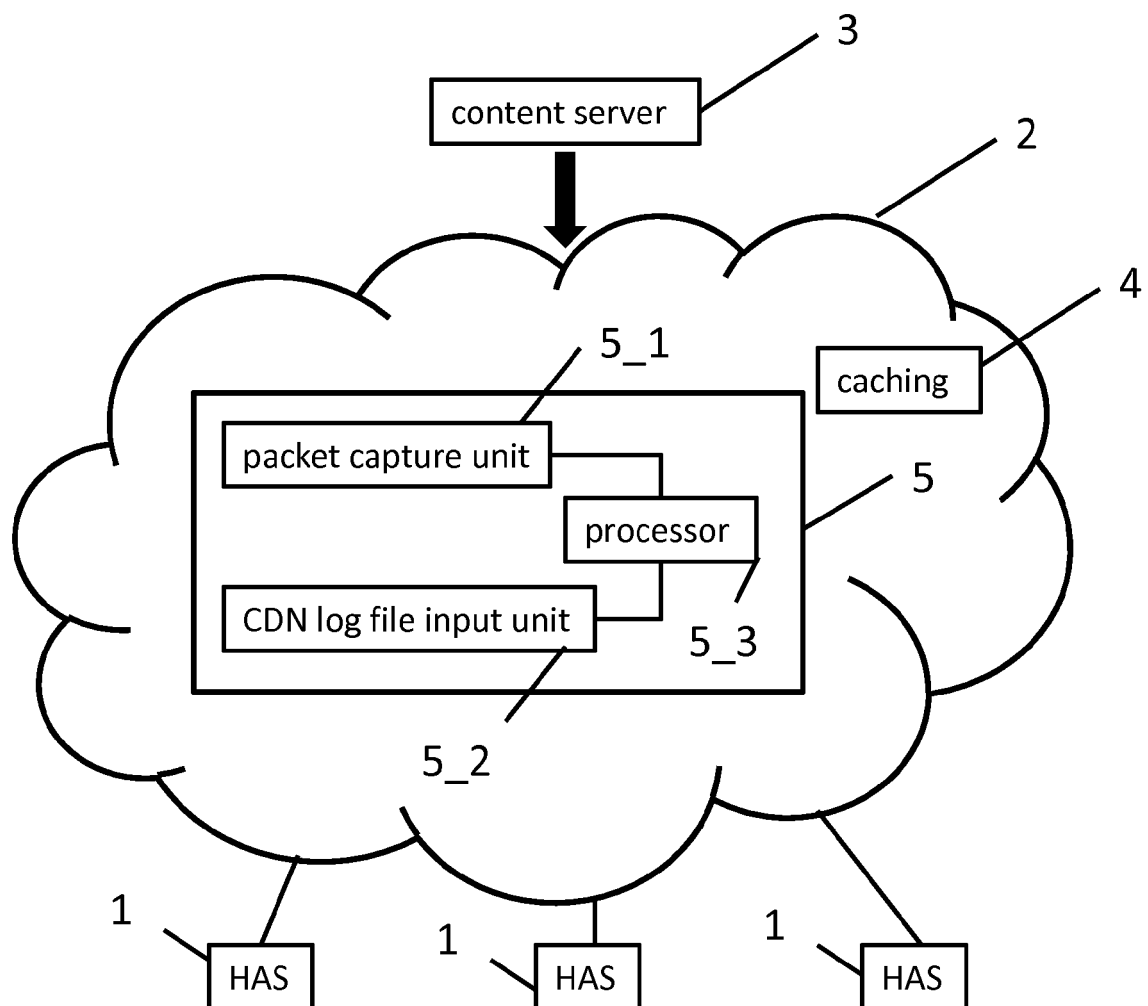 3
content server
2
4
5_1
caching
packet capture unit
5
processor
CDN log file input unit
5_3
5_2
1
1
1
HAS
HAS
HAS